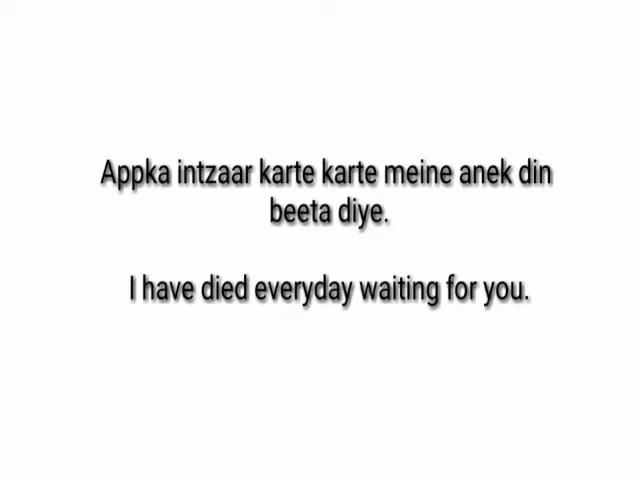 Appka intzaar karte karte meine anek din
beeta diye.
I have died everyday waiting for you.